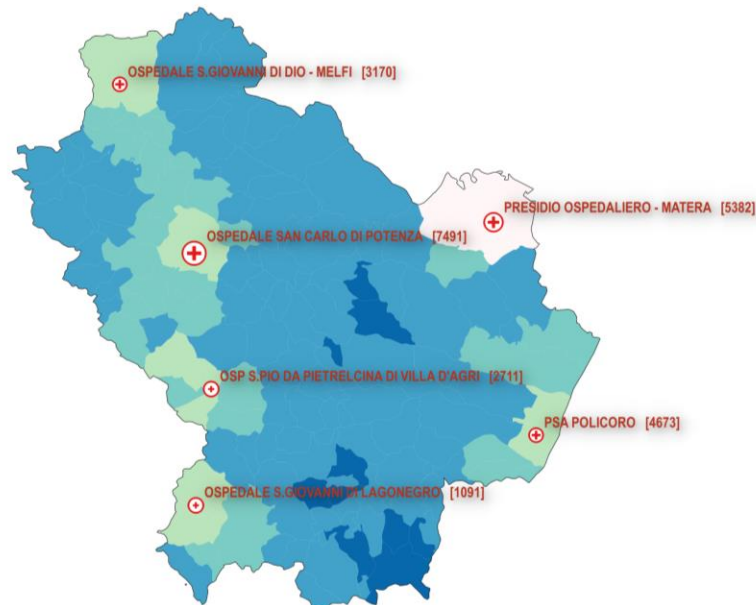 OSPEDALE S.GIOVANNI DI DIO - MELFI [3170]
PRESIDIO OSPEDALIERO - MATERA [5382]
OSPEDALE SAN CARLO DI POTENZA [7491]
OSP S.PIO DA PIETRELCINA DI VILLA D'AGRI [2711]
PSA POLICORO [4673]
OSPEDALE S.GIOVANNI DI LAGONEGRO [1091]